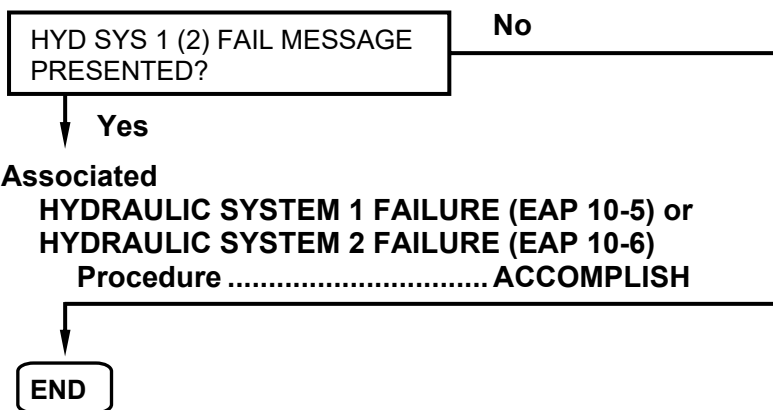 HYD SYS 1 (2) FAIL MESSAGE
PRESENTED?
No
Yes
Associated
HYDRAULIC SYSTEM 1 FAILURE (EAP 10-5) or
HYDRAULIC SYSTEM 2 FAILURE (EAP 10-6)
Procedure ................................ ACCOMPLISH
END